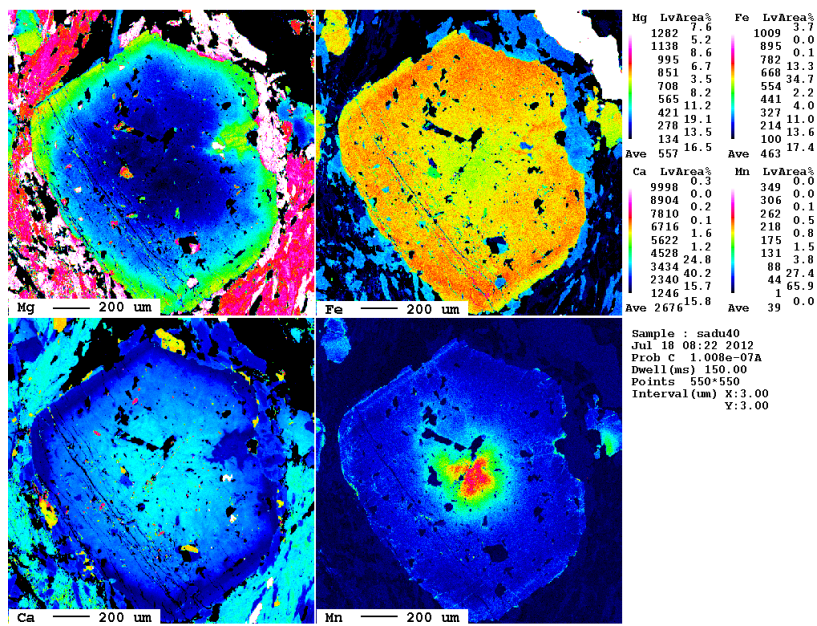 Mg LvArea% Fe LvArea%
7.6 3.7
1282 1009
5.2 0.0
1138 895
8.6 0.1
995 782
6.7 13.3
851 668
3.5 34.7
708 554
8.2 2.2
565 441
11.2 4.0
421 327
19.1 11.0
278 214
13.5 13.6
134 100
16.5 17.4
Ave 557 Ave 463
Ca LvArea% Mn LvArea%
0.3 0.0
9998 349
0.0 0.0
8904 306
0.2 0.1
7810 262
0.1 0.5
6716 218
1.6 0.8
5622 175
1.2 1.5
4528 131
24.8 3.8
3434 88
40.2 27.4
2340 44
15.7 65.9
1246 1
15.8 0.0
Ave 2676 Ave 39
Mg 200 um Fe 200 um
Sample : sadu40
Jul 18 08:22 2012
Prob C 1.008e-07A
Dwell(ms) 150.00
Points 550*550
Interval(um) X:3.00
Y:3.00
Ca 200 um Mn 200 um